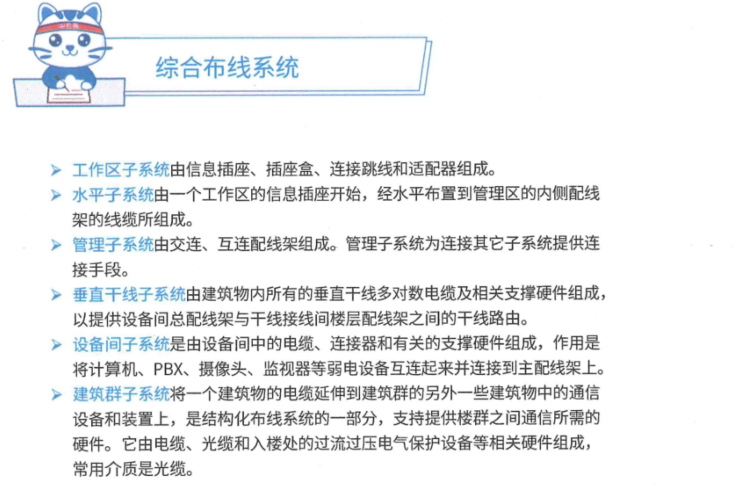 综合布线系统
➢ 工作区子系统由信息插座、插座盒、连接跳线和适配器组成。
➢ 水平子系统由一个工作区的信息插座开始，经水平布置到管理区的内侧配线
架的线缆所组成。
➢ 管理子系统由交连、互连配线架组成。管理子系统为连接其它子系统提供连
接手段。
➢ 垂直干线子系统由建筑物内所有的垂直干线多对数电缆及相关支撑硬件组成，
以提供设备间总配线架与干线接线间楼层配线架之间的干线路由。
➢ 设备间子系统是由设备间中的电缆、连接器和有关的支撑硬件组成，作用是
将计算机、PBX、摄像头、监视器等弱电设备互连起来并连接到主配线架上。
➢ 建筑群子系统将一个建筑物的电缆延伸到建筑群的另外一些建筑物中的通信
设备和装置上，是结构化布线系统的一部分，支持提供楼群之间通信所需的
硬件。它由电缆、光缆和入楼处的过流过压电气保护设备等相关硬件组成，
常用介质是光缆。